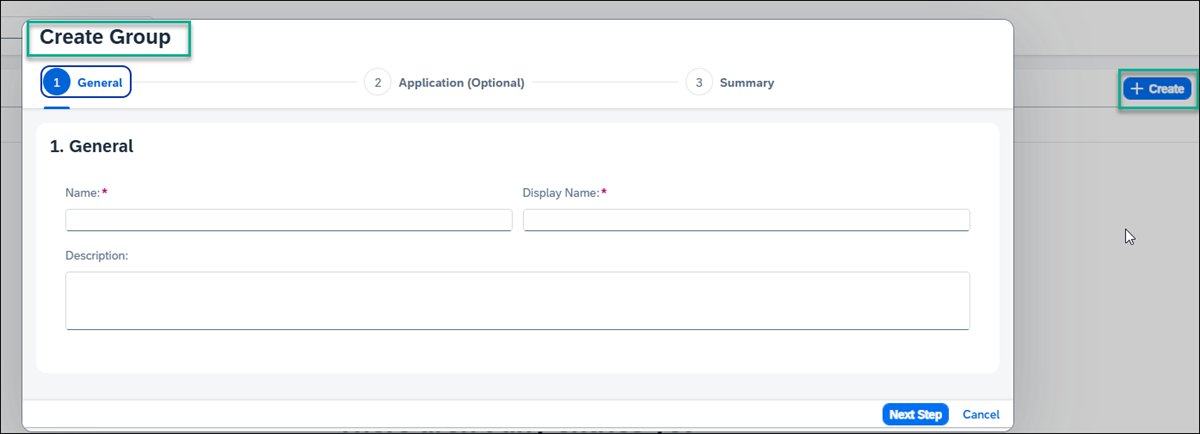 Create Group
1 General 2 Application (Optional) 3 Summary
+ Create
1. General
Name:* Display Name:*
Description:
Next Step Cancel